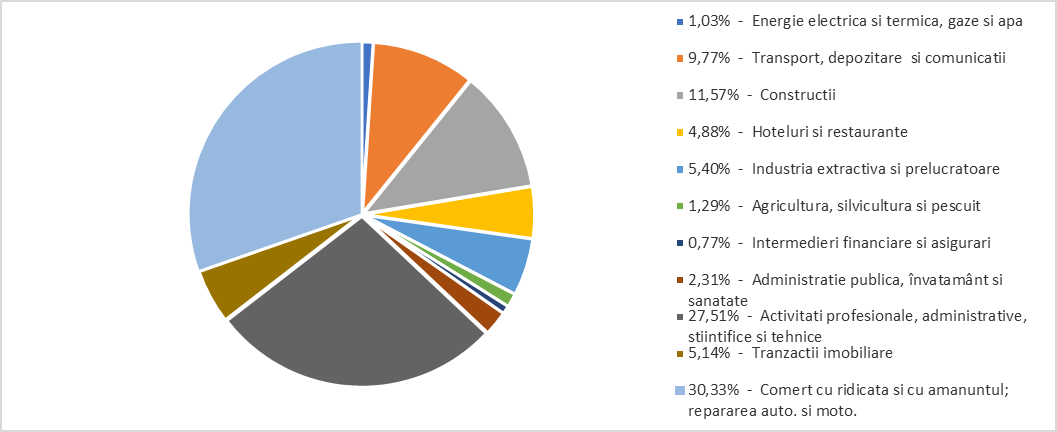 1,03% - Energie electrica si termica, gaze si apa
9,77% - Transport, depozitare si comunicatii
11,57% - Constructii
4,88% - Hoteluri si restaurante
5,40% - Industria extractiva si prelucratoare
1,29% - Agricultura, silvicultura si pescuit
0,77% - Intermedieri financiare si asigurari
2,31% - Administratie publica, învatamânt si
sanatate
27,51% - Activitati profesionale, administrative,
stiintifice si tehnice
5,14% - Tranzactii imobiliare
30,33% - Comert cu ridicata si cu amanuntul;
repararea auto. si moto.